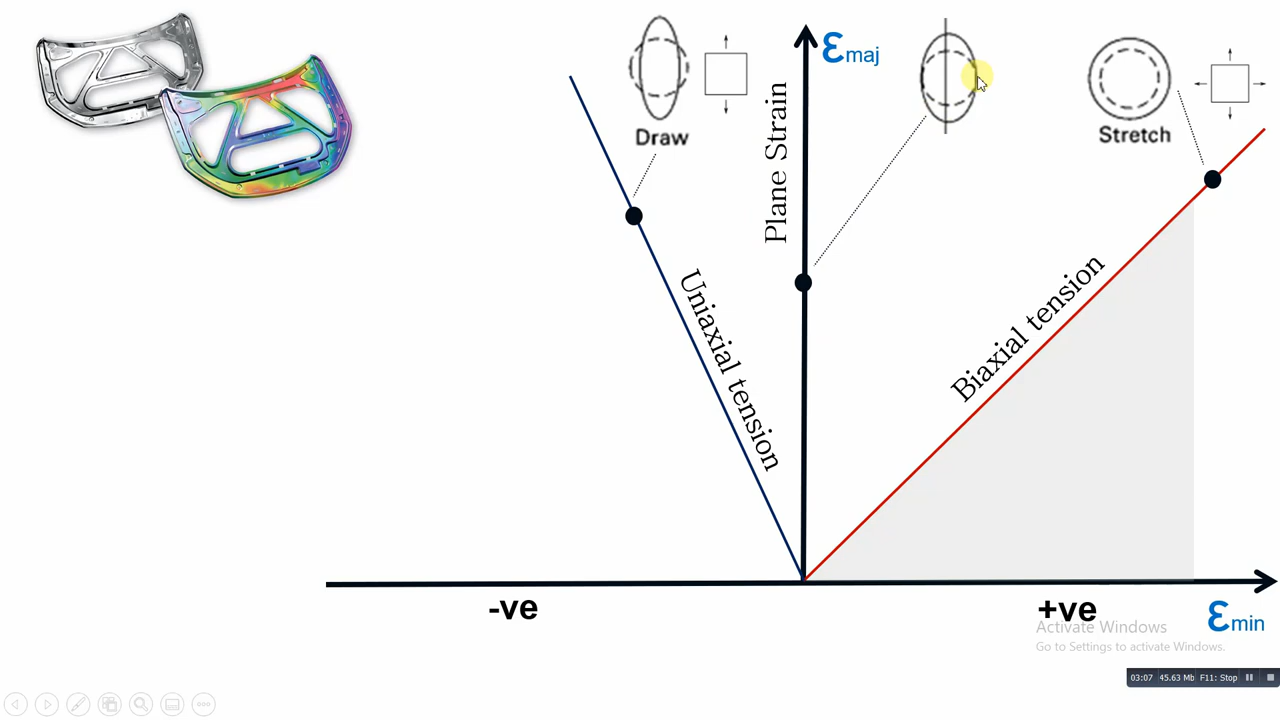 εmaj
Draw
Stretch
Plane Strain
Uniaxial tension
Biaxial tension
-ve
+ve
εmin
Activate Windows
Go to Settings to activate Windows.
03:07 45.63 Mb F11: Stop